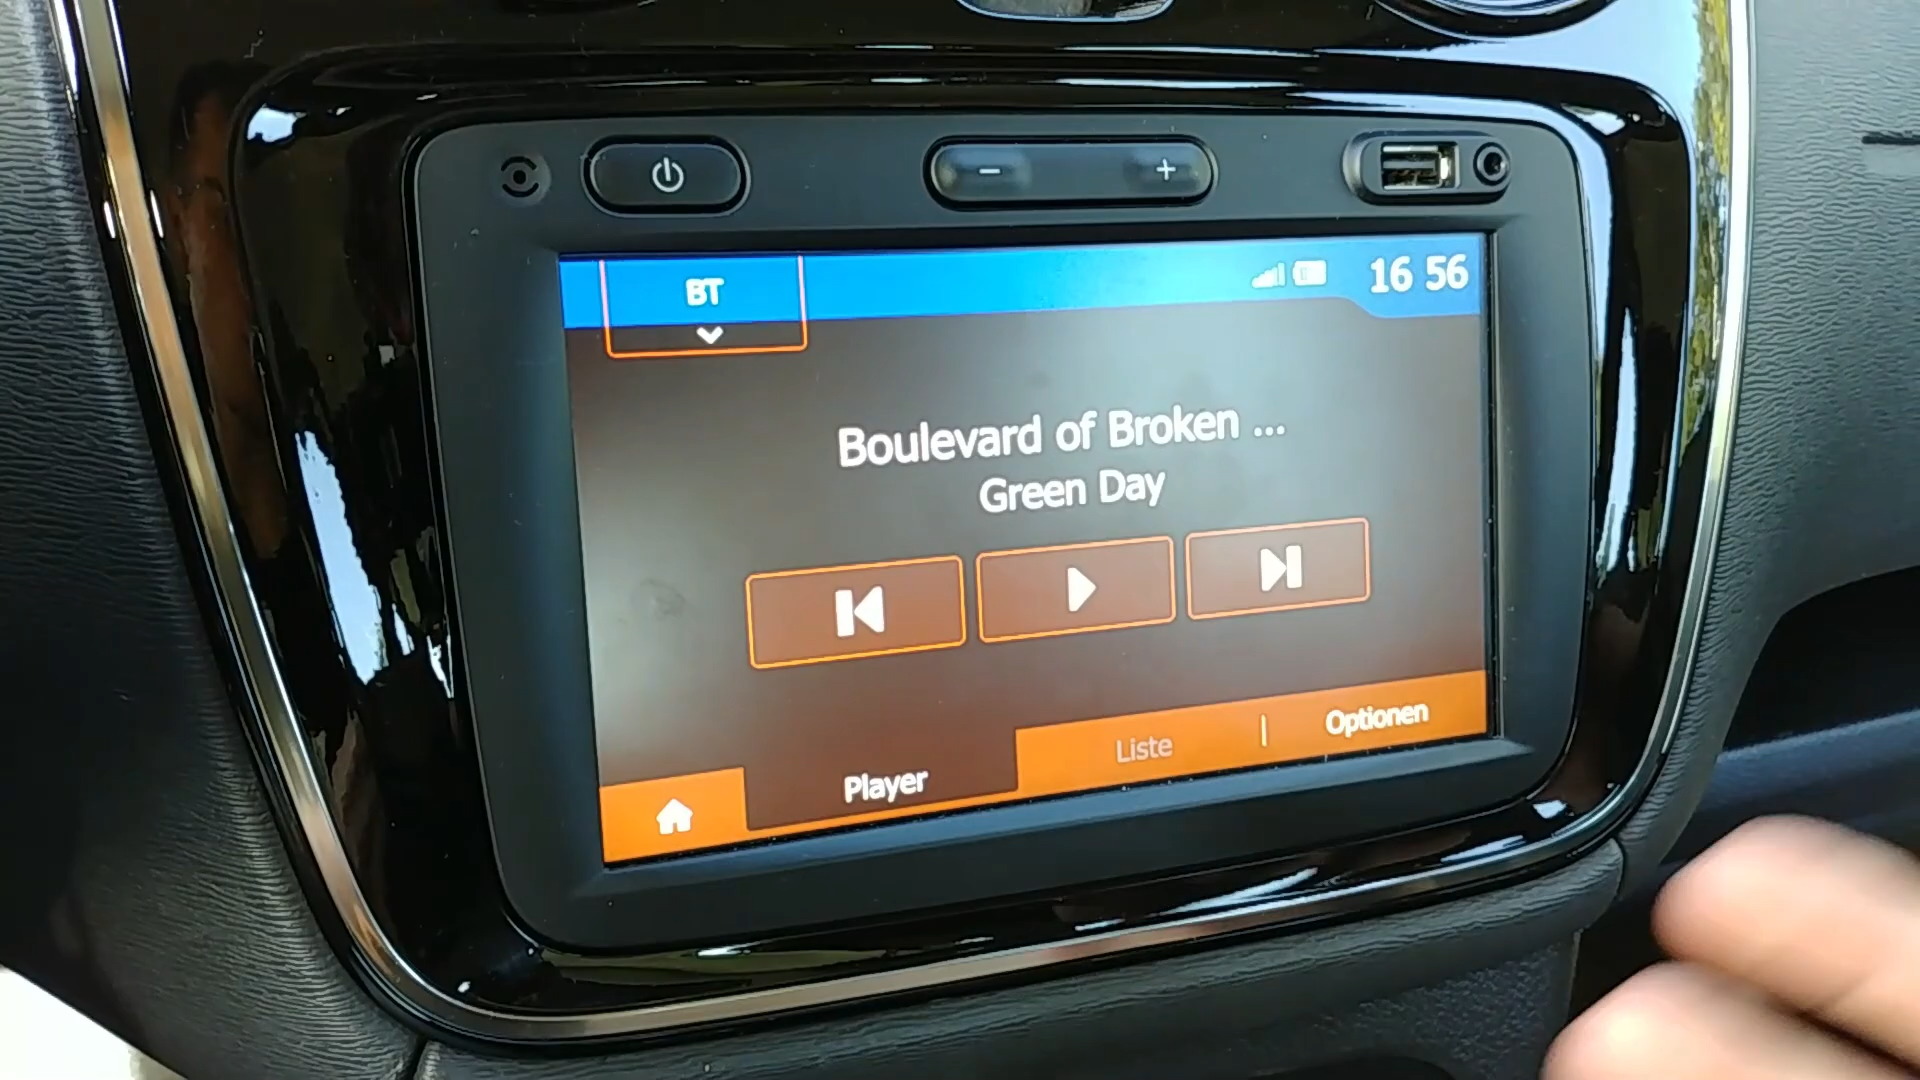 BT
16 56
Boulevard of Broken ...
Green Day
Player
Liste
Optionen